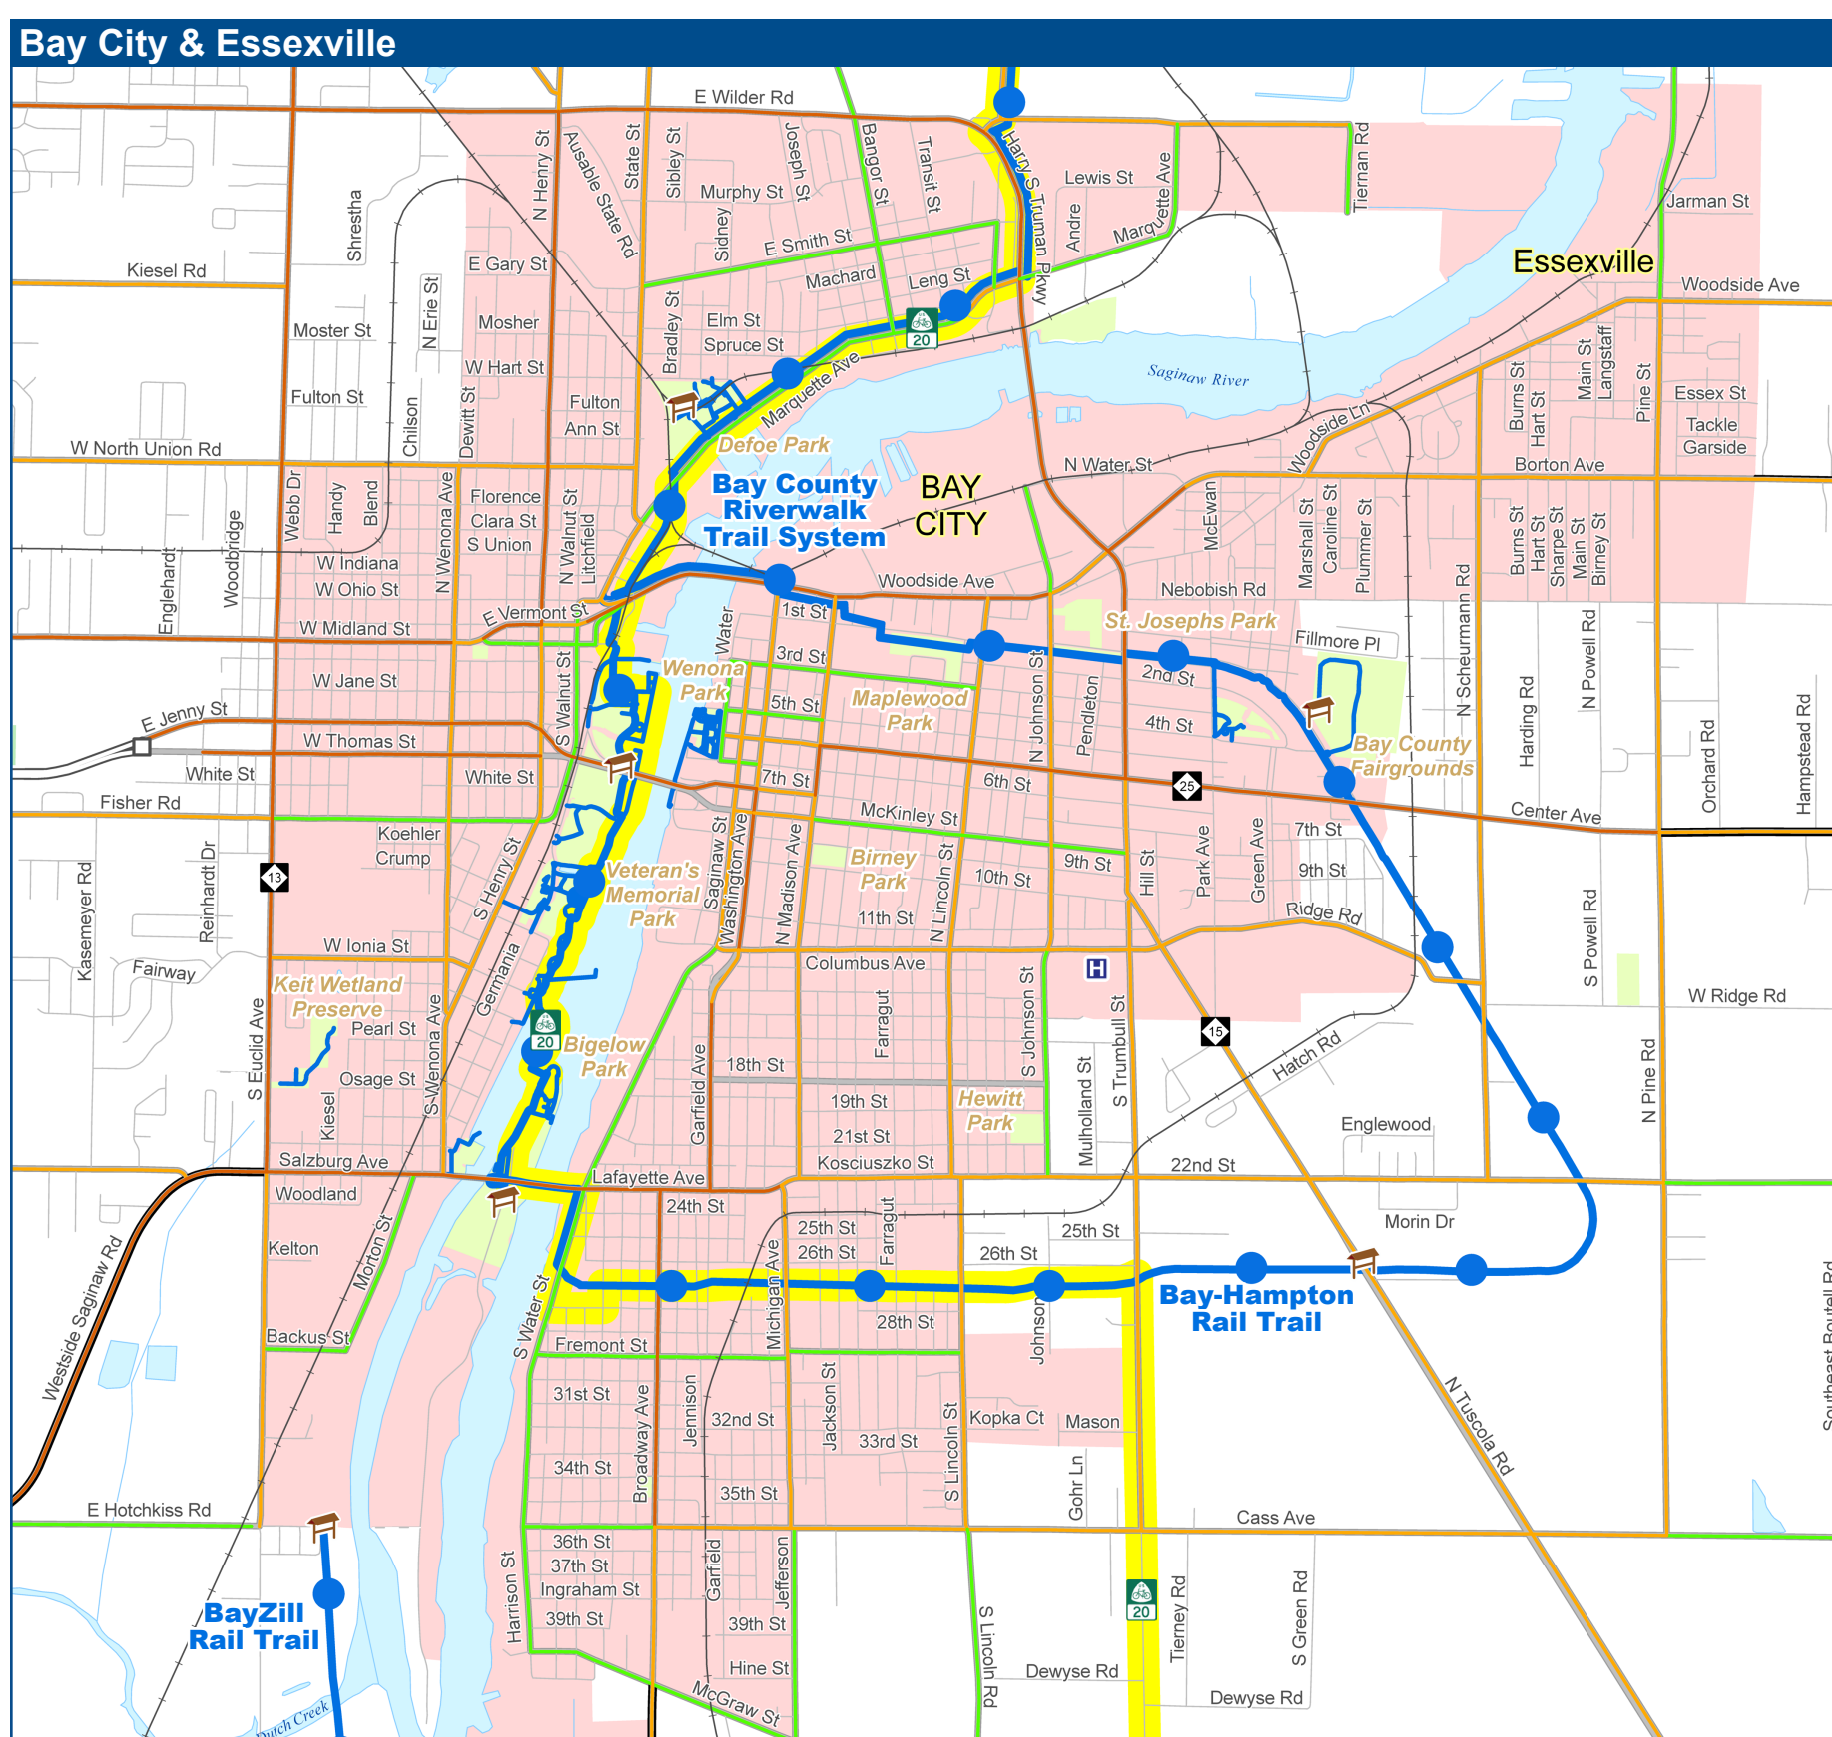 Bay City & Essexville
E Wilder Rd
N Henry St
Ausable State Rd
State St
Sibley St
Joseph St
Bangor St
Transit St
Harry S Truman Pkwy
Lewis St
Andre
Marquette Ave
Tiernan Rd
Murphy St
Jarman St
Shrestha
Sidney
E Smith St
Kiesel Rd
E Gary St
Machard
Leng St
Essexville
Woodside Ave
N Erie St
Moster St
Mosher
Bradley St
Elm St
Spruce St
20
Marquette Ave
Saginaw River
W Hart St
Burns St
Hart St
Main St
Langstaff
Pine St
Essex St
Fulton St
Chilson
Dewitt St
Fulton
Ann St
Tackle
Garside
W North Union Rd
Defoe Park
Woodside Ln
N Water St
Borton Ave
Bay County
Riverwalk
Trail System
BAY
CITY
Webb Dr
Handy
Blend
N Wenona Ave
Florence
Clara St
S Union
N Walnut St
Litchfield
McEwan
Marshall St
Caroline St
Plummer St
Burns St
Hart St
Sharpe St
Main St
Birney St
Englehardt
Woodbridge
W Indiana
W Ohio St
E Vermont St
W Midland St
Woodside Ave
Nebobish Rd
N Scheurmann Rd
N Powell Rd
Water
1st St
St. Josephs Park
Fillmore Pl
W Jane St
S Walnut St
Wenona
Park
3rd St
5th St
Maplewood
Park
N Johnson St
Pendleton
2nd St
4th St
Harding Rd
Orchard Rd
Hampstead Rd
E Jenny St
W Thomas St
White St
White St
Bay County
Fairgrounds
Fisher Rd
7th St
6th St
25
Center Ave
Koehler
Crump
McKinley St
9th St
7th St
9th St
13
Kasemeyer Rd
Reinhardt Dr
S Henry St
Veteran's
Memorial
Park
Saginaw St
Washington Ave
N Madison Ave
Birney
Park
N Lincoln St
10th St
11th St
Hill St
Park Ave
Green Ave
Ridge Rd
S Powell Rd
W Ionia St
Fairway
Germania
Columbus Ave
H
Keit Wetland
Preserve
W Ridge Rd
S Euclid Ave
Pearl St
S Wenona Ave
20
Bigelow
Park
Farragut
S Johnson St
S Trumbull St
15
Hatch Rd
Osage St
Kiesel
Garfield Ave
18th St
19th St
21st St
Kosciuszko St
Hewitt
Park
Mulholland St
Englewood
N Pine Rd
Salzburg Ave
Woodland
Lafayette Ave
22nd St
24th St
25th St
26th St
Farragut
25th St
26th St
Morin Dr
Kelton
Morton St
Michigan Ave
Bay-Hampton
Rail Trail
Westside Saginaw Rd
Backus St
S Water St
28th St
Fremont St
Johnson
Southeast Boutell Rd
31st St
32nd St
33rd St
34th St
35th St
Broadway Ave
Jennison
Jackson St
S Lincoln St
Kopka Ct
Mason
Gohr Ln
N Tuscola Rd
E Hotchkiss Rd
Cass Ave
36th St
37th St
Ingraham St
39th St
Harrison St
Garfield
Jefferson
39th St
Hine St
McGraw St
S Lincoln Rd
20
Tierney Rd
S Green Rd
Dewyse Rd
Dewyse Rd
BayZill
Rail Trail
Dutch Creek